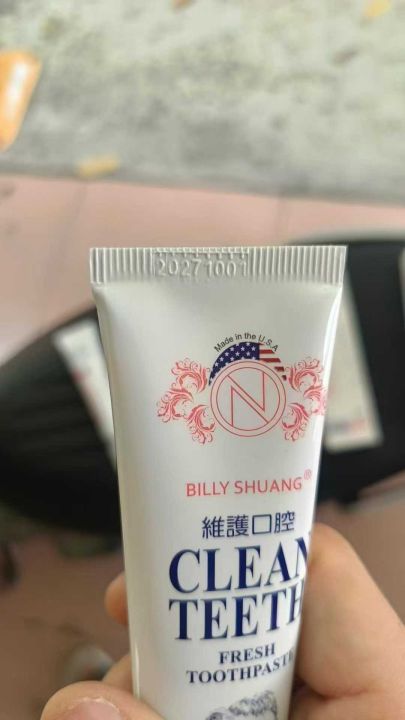 20271001
Made in the U.S.A
N
BILLY SHUANG®
維護口腔
CLEAN
TEETH
FRESH
TOOTHPASTE